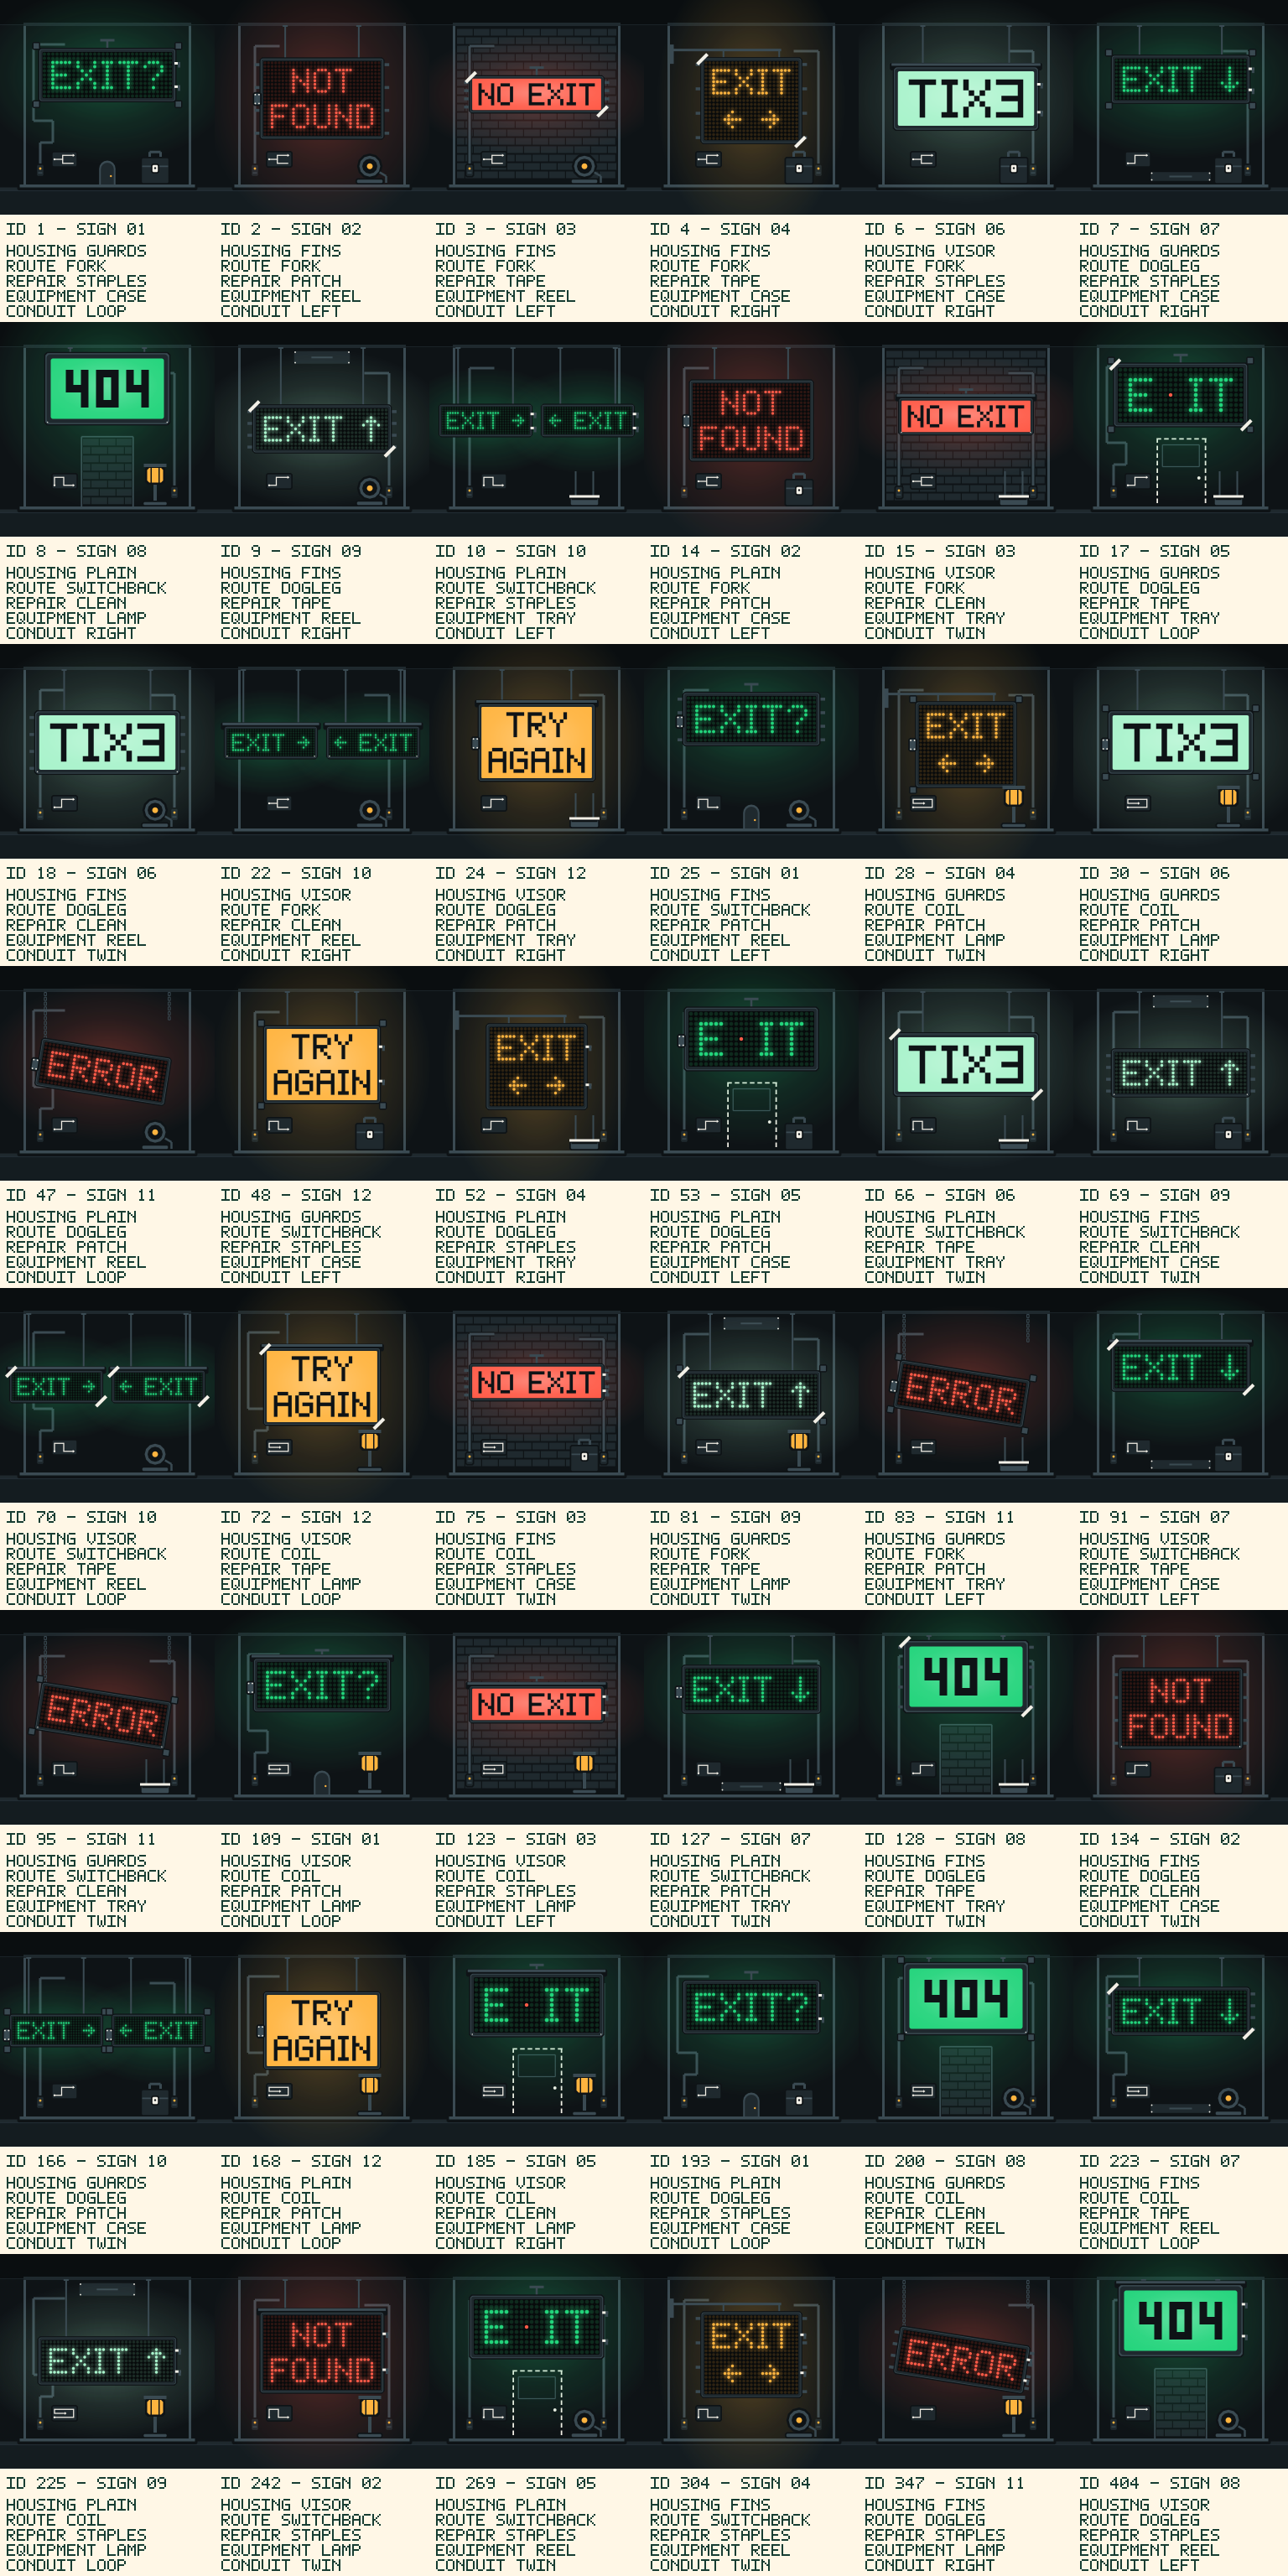 EXIT?
NOT
FOUND
NO EXIT
EXIT
← →
TIXE
EXIT ↓
ID 1 - SIGN 01
HOUSING GUARDS
ROUTE FORK
REPAIR STAPLES
EQUIPMENT CASE
CONDUIT LOOP
ID 2 - SIGN 02
HOUSING FINS
ROUTE FORK
REPAIR PATCH
EQUIPMENT REEL
CONDUIT LEFT
ID 3 - SIGN 03
HOUSING FINS
ROUTE FORK
REPAIR TAPE
EQUIPMENT REEL
CONDUIT LEFT
ID 4 - SIGN 04
HOUSING FINS
ROUTE FORK
REPAIR TAPE
EQUIPMENT CASE
CONDUIT RIGHT
ID 6 - SIGN 06
HOUSING VISOR
ROUTE FORK
REPAIR STAPLES
EQUIPMENT CASE
CONDUIT RIGHT
ID 7 - SIGN 07
HOUSING GUARDS
ROUTE DOGLEG
REPAIR STAPLES
EQUIPMENT CASE
CONDUIT RIGHT
404
EXIT ↑
EXIT → ← EXIT
NOT
FOUND
NO EXIT
E IT
ID 8 - SIGN 08
HOUSING PLAIN
ROUTE SWITCHBACK
REPAIR CLEAN
EQUIPMENT LAMP
CONDUIT RIGHT
ID 9 - SIGN 09
HOUSING FINS
ROUTE DOGLEG
REPAIR TAPE
EQUIPMENT REEL
CONDUIT RIGHT
ID 10 - SIGN 10
HOUSING PLAIN
ROUTE SWITCHBACK
REPAIR STAPLES
EQUIPMENT TRAY
CONDUIT LEFT
ID 14 - SIGN 02
HOUSING PLAIN
ROUTE FORK
REPAIR PATCH
EQUIPMENT CASE
CONDUIT LEFT
ID 15 - SIGN 03
HOUSING VISOR
ROUTE FORK
REPAIR CLEAN
EQUIPMENT TRAY
CONDUIT TWIN
ID 17 - SIGN 05
HOUSING GUARDS
ROUTE DOGLEG
REPAIR TAPE
EQUIPMENT TRAY
CONDUIT LOOP
TIXE
EXIT → ← EXIT
TRY
AGAIN
EXIT?
EXIT
← →
TIXE
ID 18 - SIGN 06
HOUSING FINS
ROUTE DOGLEG
REPAIR CLEAN
EQUIPMENT REEL
CONDUIT TWIN
ID 22 - SIGN 10
HOUSING VISOR
ROUTE FORK
REPAIR CLEAN
EQUIPMENT REEL
CONDUIT RIGHT
ID 24 - SIGN 12
HOUSING VISOR
ROUTE DOGLEG
REPAIR PATCH
EQUIPMENT TRAY
CONDUIT TWIN
ID 25 - SIGN 01
HOUSING FINS
ROUTE SWITCHBACK
REPAIR PATCH
EQUIPMENT REEL
CONDUIT LEFT
ID 28 - SIGN 04
HOUSING GUARDS
ROUTE COIL
REPAIR PATCH
EQUIPMENT LAMP
CONDUIT TWIN
ID 30 - SIGN 06
HOUSING GUARDS
ROUTE COIL
REPAIR PATCH
EQUIPMENT LAMP
CONDUIT RIGHT
ERROR
TRY
AGAIN
EXIT
← →
E IT
TIXE
EXIT ↑
ID 47 - SIGN 11
HOUSING PLAIN
ROUTE DOGLEG
REPAIR PATCH
EQUIPMENT REEL
CONDUIT LOOP
ID 48 - SIGN 12
HOUSING GUARDS
ROUTE SWITCHBACK
REPAIR STAPLES
EQUIPMENT CASE
CONDUIT LEFT
ID 52 - SIGN 04
HOUSING PLAIN
ROUTE DOGLEG
REPAIR STAPLES
EQUIPMENT TRAY
CONDUIT RIGHT
ID 53 - SIGN 05
HOUSING PLAIN
ROUTE DOGLEG
REPAIR PATCH
EQUIPMENT CASE
CONDUIT LEFT
ID 66 - SIGN 06
HOUSING PLAIN
ROUTE SWITCHBACK
REPAIR TAPE
EQUIPMENT TRAY
CONDUIT TWIN
ID 69 - SIGN 09
HOUSING FINS
ROUTE SWITCHBACK
REPAIR CLEAN
EQUIPMENT CASE
CONDUIT TWIN
EXIT → ← EXIT
TRY
AGAIN
NO EXIT
EXIT ↑
ERROR
EXIT ↓
ID 70 - SIGN 10
HOUSING VISOR
ROUTE SWITCHBACK
REPAIR TAPE
EQUIPMENT REEL
CONDUIT LOOP
ID 72 - SIGN 12
HOUSING VISOR
ROUTE COIL
REPAIR TAPE
EQUIPMENT LAMP
CONDUIT LOOP
ID 75 - SIGN 03
HOUSING FINS
ROUTE COIL
REPAIR STAPLES
EQUIPMENT CASE
CONDUIT TWIN
ID 81 - SIGN 09
HOUSING GUARDS
ROUTE FORK
REPAIR TAPE
EQUIPMENT LAMP
CONDUIT TWIN
ID 83 - SIGN 11
HOUSING GUARDS
ROUTE FORK
REPAIR PATCH
EQUIPMENT TRAY
CONDUIT LEFT
ID 91 - SIGN 07
HOUSING VISOR
ROUTE SWITCHBACK
REPAIR TAPE
EQUIPMENT CASE
CONDUIT LEFT
ERROR
EXIT?
NO EXIT
EXIT ↓
404
NOT
FOUND
ID 95 - SIGN 11
HOUSING GUARDS
ROUTE SWITCHBACK
REPAIR CLEAN
EQUIPMENT TRAY
CONDUIT TWIN
ID 109 - SIGN 01
HOUSING VISOR
ROUTE COIL
REPAIR PATCH
EQUIPMENT LAMP
CONDUIT LOOP
ID 123 - SIGN 03
HOUSING VISOR
ROUTE COIL
REPAIR STAPLES
EQUIPMENT LAMP
CONDUIT LEFT
ID 127 - SIGN 07
HOUSING PLAIN
ROUTE SWITCHBACK
REPAIR PATCH
EQUIPMENT TRAY
CONDUIT TWIN
ID 128 - SIGN 08
HOUSING FINS
ROUTE DOGLEG
REPAIR TAPE
EQUIPMENT TRAY
CONDUIT TWIN
ID 134 - SIGN 02
HOUSING FINS
ROUTE DOGLEG
REPAIR CLEAN
EQUIPMENT CASE
CONDUIT TWIN
EXIT → ← EXIT
TRY
AGAIN
E IT
EXIT?
404
EXIT ↓
ID 166 - SIGN 10
HOUSING GUARDS
ROUTE DOGLEG
REPAIR PATCH
EQUIPMENT CASE
CONDUIT TWIN
ID 168 - SIGN 12
HOUSING PLAIN
ROUTE COIL
REPAIR PATCH
EQUIPMENT LAMP
CONDUIT LOOP
ID 185 - SIGN 05
HOUSING VISOR
ROUTE COIL
REPAIR CLEAN
EQUIPMENT LAMP
CONDUIT RIGHT
ID 193 - SIGN 01
HOUSING PLAIN
ROUTE DOGLEG
REPAIR STAPLES
EQUIPMENT CASE
CONDUIT LOOP
ID 200 - SIGN 08
HOUSING GUARDS
ROUTE COIL
REPAIR CLEAN
EQUIPMENT REEL
CONDUIT TWIN
ID 223 - SIGN 07
HOUSING FINS
ROUTE COIL
REPAIR TAPE
EQUIPMENT REEL
CONDUIT LOOP
EXIT ↑
NOT
FOUND
E IT
EXIT
← →
ERROR
404
ID 225 - SIGN 09
HOUSING PLAIN
ROUTE COIL
REPAIR STAPLES
EQUIPMENT LAMP
CONDUIT LOOP
ID 242 - SIGN 02
HOUSING VISOR
ROUTE SWITCHBACK
REPAIR STAPLES
EQUIPMENT LAMP
CONDUIT TWIN
ID 269 - SIGN 05
HOUSING PLAIN
ROUTE SWITCHBACK
REPAIR STAPLES
EQUIPMENT REEL
CONDUIT TWIN
ID 304 - SIGN 04
HOUSING FINS
ROUTE SWITCHBACK
REPAIR STAPLES
EQUIPMENT REEL
CONDUIT TWIN
ID 347 - SIGN 11
HOUSING FINS
ROUTE DOGLEG
REPAIR STAPLES
EQUIPMENT LAMP
CONDUIT RIGHT
ID 404 - SIGN 08
HOUSING VISOR
ROUTE DOGLEG
REPAIR STAPLES
EQUIPMENT REEL
CONDUIT LEFT